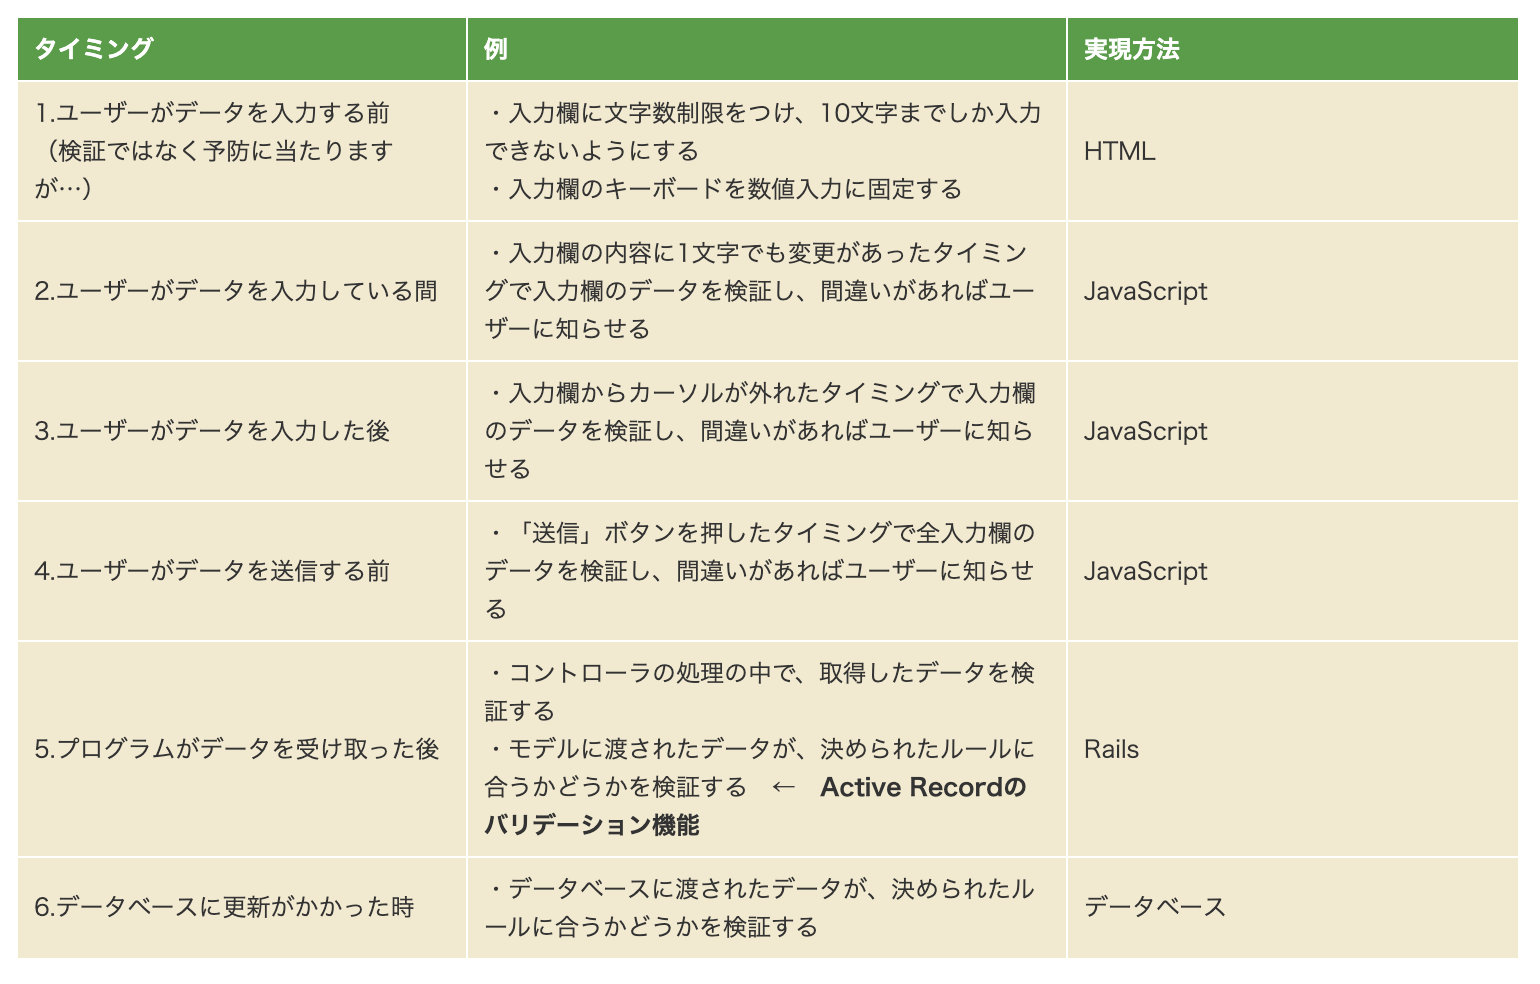 タイミング
例
実現方法
1.ユーザーがデータを入力する前
（検証ではなく予防に当たります
が…）
・入力欄に文字数制限をつけ、10文字までしか入力
できないようにする
・入力欄のキーボードを数値入力に固定する
HTML
2.ユーザーがデータを入力している間
・入力欄の内容に1文字でも変更があったタイミン
グで入力欄のデータを検証し、間違いがあればユー
ザーに知らせる
JavaScript
3.ユーザーがデータを入力した後
・入力欄からカーソルが外れたタイミングで入力欄
のデータを検証し、間違いがあればユーザーに知ら
せる
JavaScript
4.ユーザーがデータを送信する前
・「送信」ボタンを押したタイミングで全入力欄の
データを検証し、間違いがあればユーザーに知らせ
る
JavaScript
5.プログラムがデータを受け取った後
・コントローラの処理の中で、取得したデータを検
証する
・モデルに渡されたデータが、決められたルールに
合うかどうかを検証する　←　Active Recordの
バリデーション機能
Rails
6.データベースに更新がかかった時
・データベースに渡されたデータが、決められたル
ールに合うかどうかを検証する
データベース